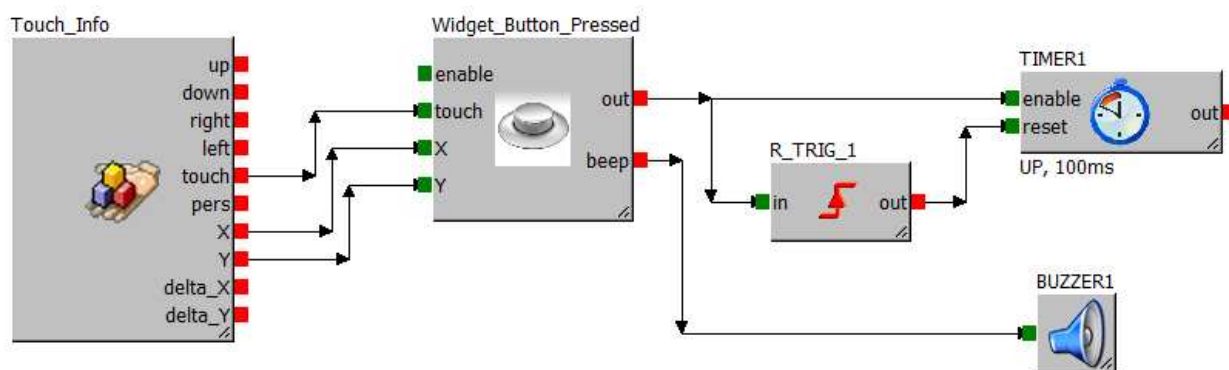 Touch_Info
up
down
right
left
touch
pers
X
Y
delta_X
delta_Y
Widget_Button_Pressed
enable
touch
X
Y
out
beep
R_TRIG_1
in
out
TIMER1
enable
reset
out
UP, 100ms
BUZZER1